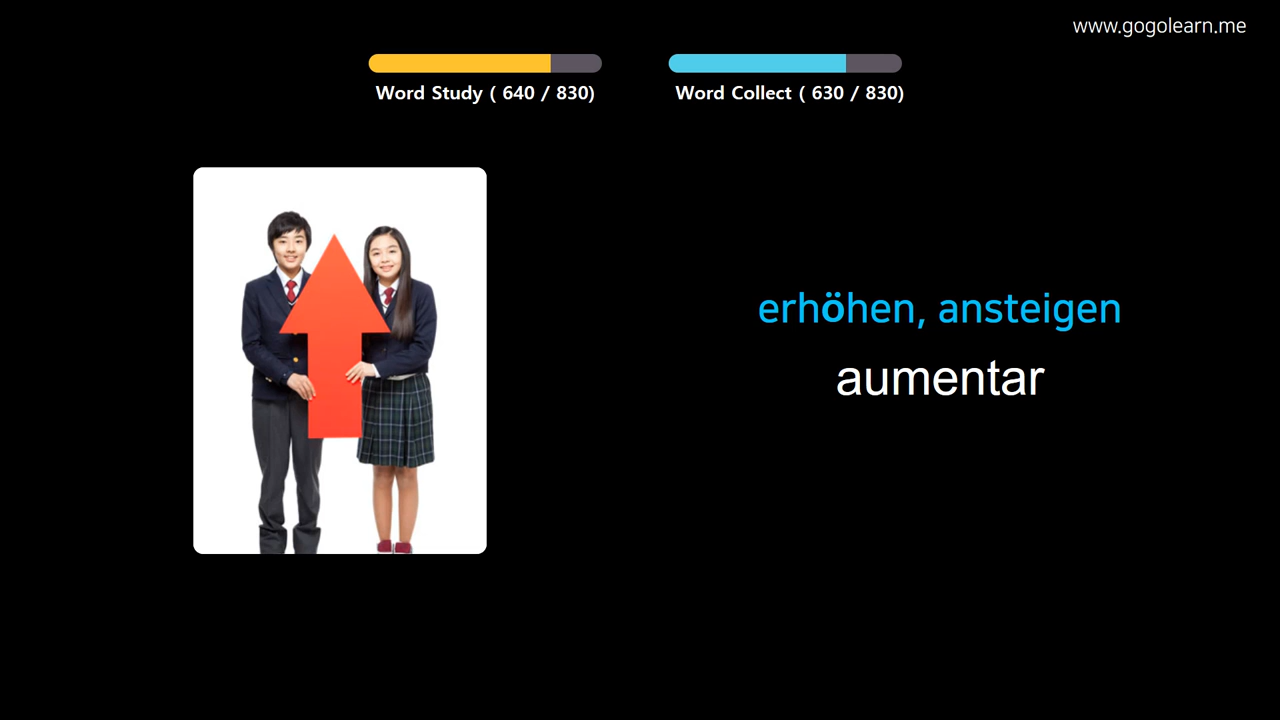 www.gogolearn.me
Word Study ( 640 / 830)
Word Collect ( 630 / 830)
erhöhen, ansteigen
aumentar